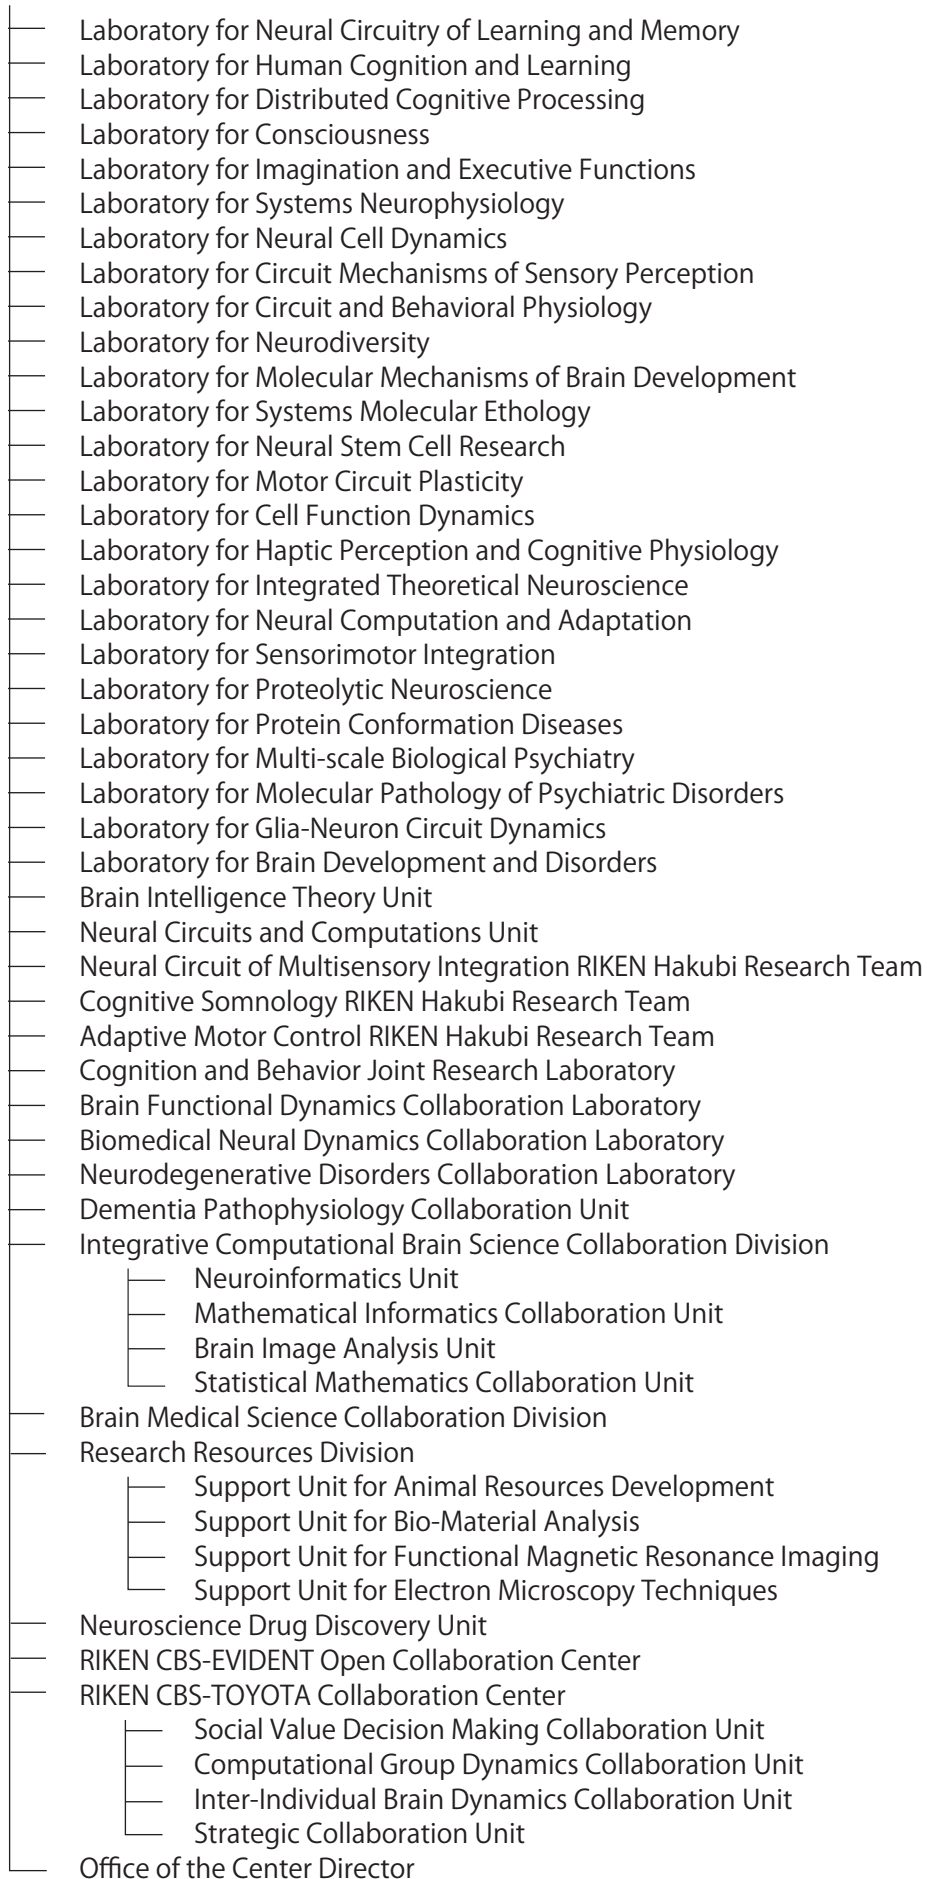 Laboratory for Neural Circuitry of Learning and Memory
Laboratory for Human Cognition and Learning
Laboratory for Distributed Cognitive Processing
Laboratory for Consciousness
Laboratory for Imagination and Executive Functions
Laboratory for Systems Neurophysiology
Laboratory for Neural Cell Dynamics
Laboratory for Circuit Mechanisms of Sensory Perception
Laboratory for Circuit and Behavioral Physiology
Laboratory for Neurodiversity
Laboratory for Molecular Mechanisms of Brain Development
Laboratory for Systems Molecular Ethology
Laboratory for Neural Stem Cell Research
Laboratory for Motor Circuit Plasticity
Laboratory for Cell Function Dynamics
Laboratory for Haptic Perception and Cognitive Physiology
Laboratory for Integrated Theoretical Neuroscience
Laboratory for Neural Computation and Adaptation
Laboratory for Sensorimotor Integration
Laboratory for Proteolytic Neuroscience
Laboratory for Protein Conformation Diseases
Laboratory for Multi-scale Biological Psychiatry
Laboratory for Molecular Pathology of Psychiatric Disorders
Laboratory for Glia-Neuron Circuit Dynamics
Laboratory for Brain Development and Disorders
Brain Intelligence Theory Unit
Neural Circuits and Computations Unit
Neural Circuit of Multisensory Integration RIKEN Hakubi Research Team
Cognitive Somnology RIKEN Hakubi Research Team
Adaptive Motor Control RIKEN Hakubi Research Team
Cognition and Behavior Joint Research Laboratory
Brain Functional Dynamics Collaboration Laboratory
Biomedical Neural Dynamics Collaboration Laboratory
Neurodegenerative Disorders Collaboration Laboratory
Dementia Pathophysiology Collaboration Unit
Integrative Computational Brain Science Collaboration Division
Neuroinformatics Unit
Mathematical Informatics Collaboration Unit
Brain Image Analysis Unit
Statistical Mathematics Collaboration Unit
Brain Medical Science Collaboration Division
Research Resources Division
Support Unit for Animal Resources Development
Support Unit for Bio-Material Analysis
Support Unit for Functional Magnetic Resonance Imaging
Support Unit for Electron Microscopy Techniques
Neuroscience Drug Discovery Unit
RIKEN CBS-EVIDENT Open Collaboration Center
RIKEN CBS-TOYOTA Collaboration Center
Social Value Decision Making Collaboration Unit
Computational Group Dynamics Collaboration Unit
Inter-Individual Brain Dynamics Collaboration Unit
Strategic Collaboration Unit
Office of the Center Director